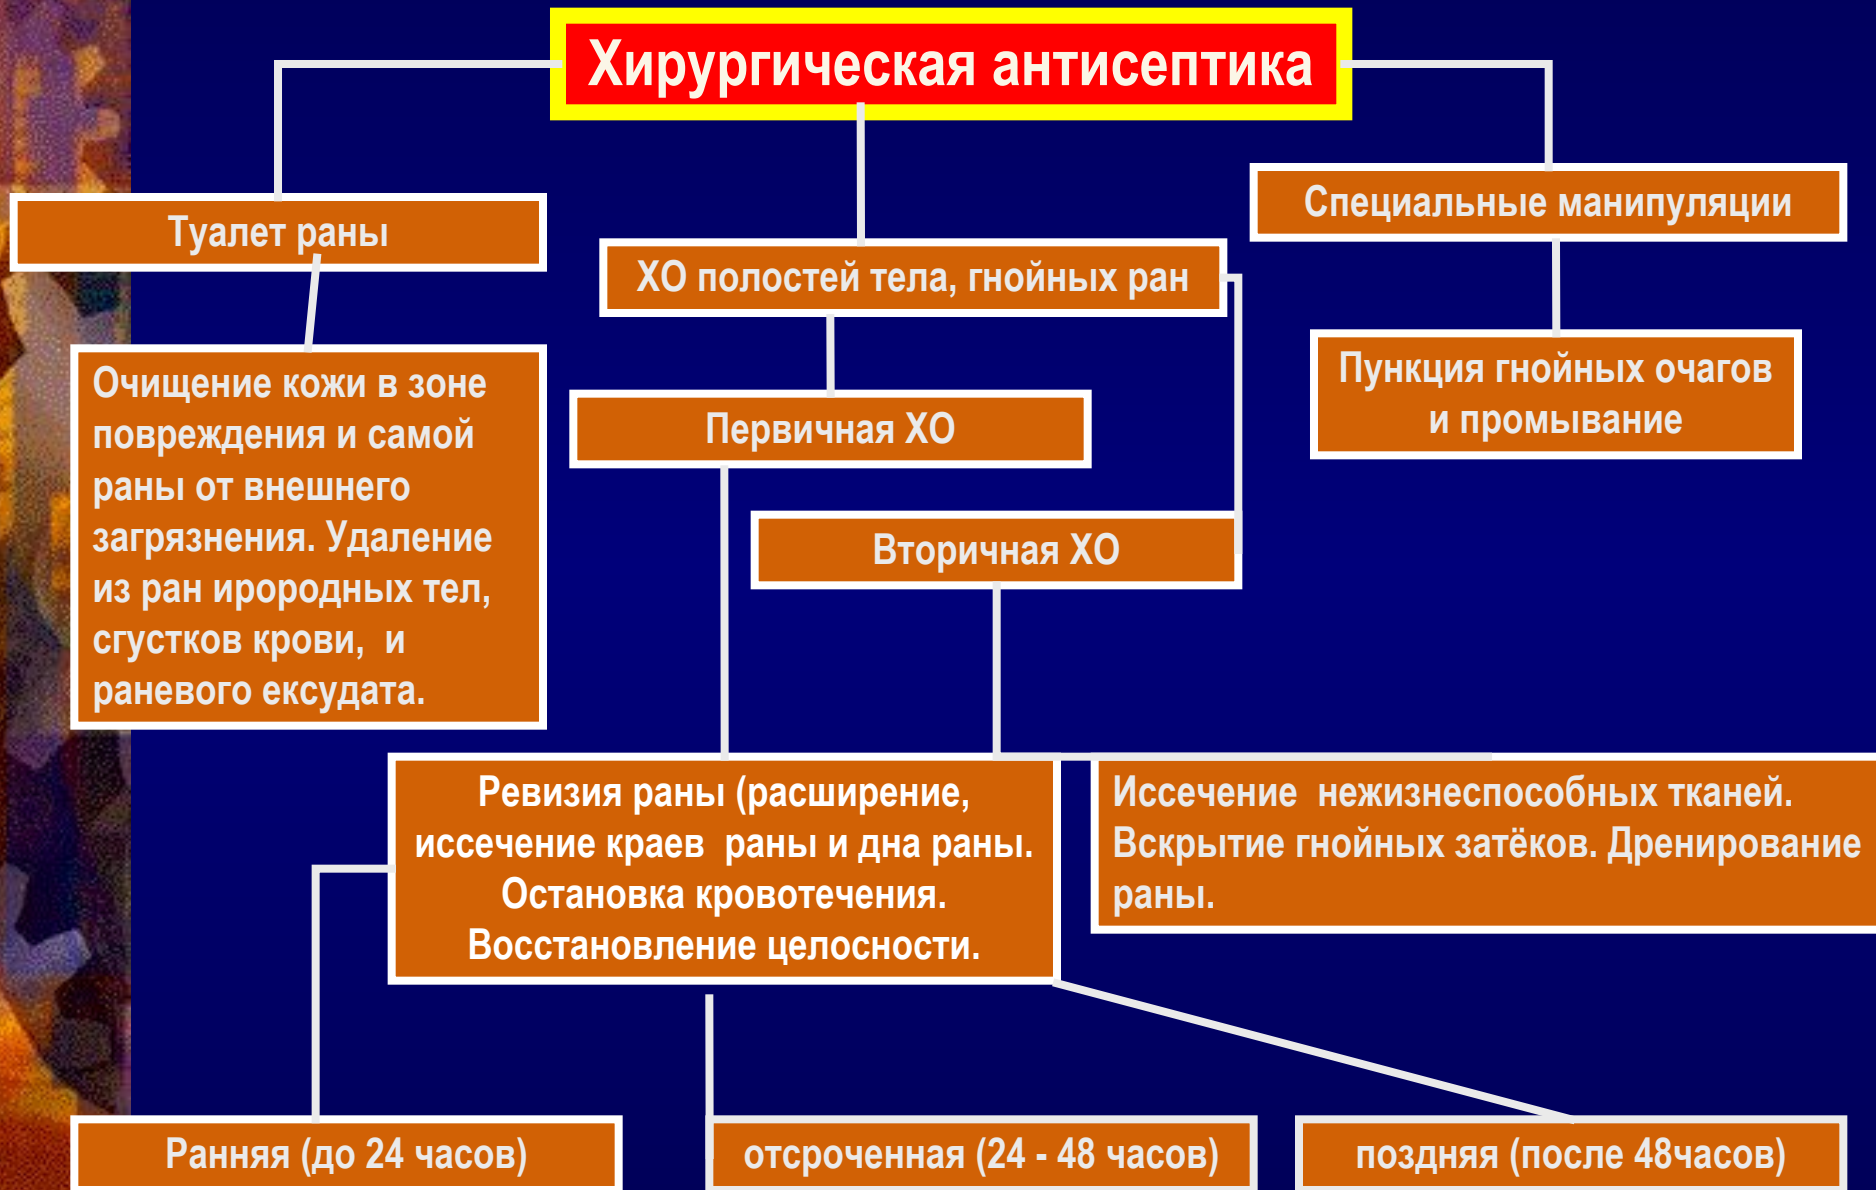 Хирургическая антисептика
Туалет раны
Специальные манипуляции
ХО полостей тела, гнойных ран
Очищение кожи в зоне
повреждения и самой
раны от внешнего
загрязнения. Удаление
из ран ирородных тел,
сгустков крови,  и
раневого ексудата.
Пункция гнойных очагов
и промывание
Первичная ХО
Вторичная ХО
Ревизия раны (расширение,
иссечение краев  раны и дна раны.
Остановка кровотечения.
Восстановление целосности.
Иссечение  нежизнеспособных тканей.
Вскрытие гнойных затёков. Дренирование
раны.
Ранняя (до 24 часов)
отсроченная (24 - 48 часов)
поздняя (после 48часов)